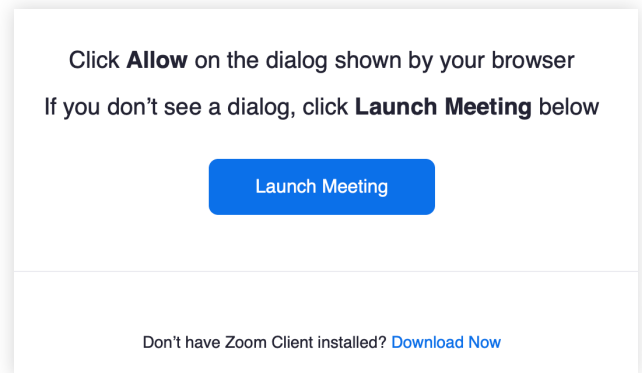 Click Allow on the dialog shown by your browser
If you don’t see a dialog, click Launch Meeting below
Launch Meeting
Don’t have Zoom Client installed? Download Now